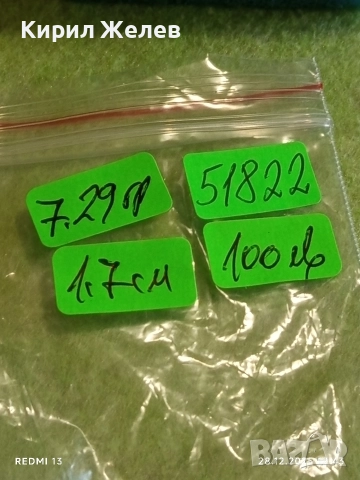 Кирил Желев
7.29гр
51822
1.7см
100лв
REDMI 13